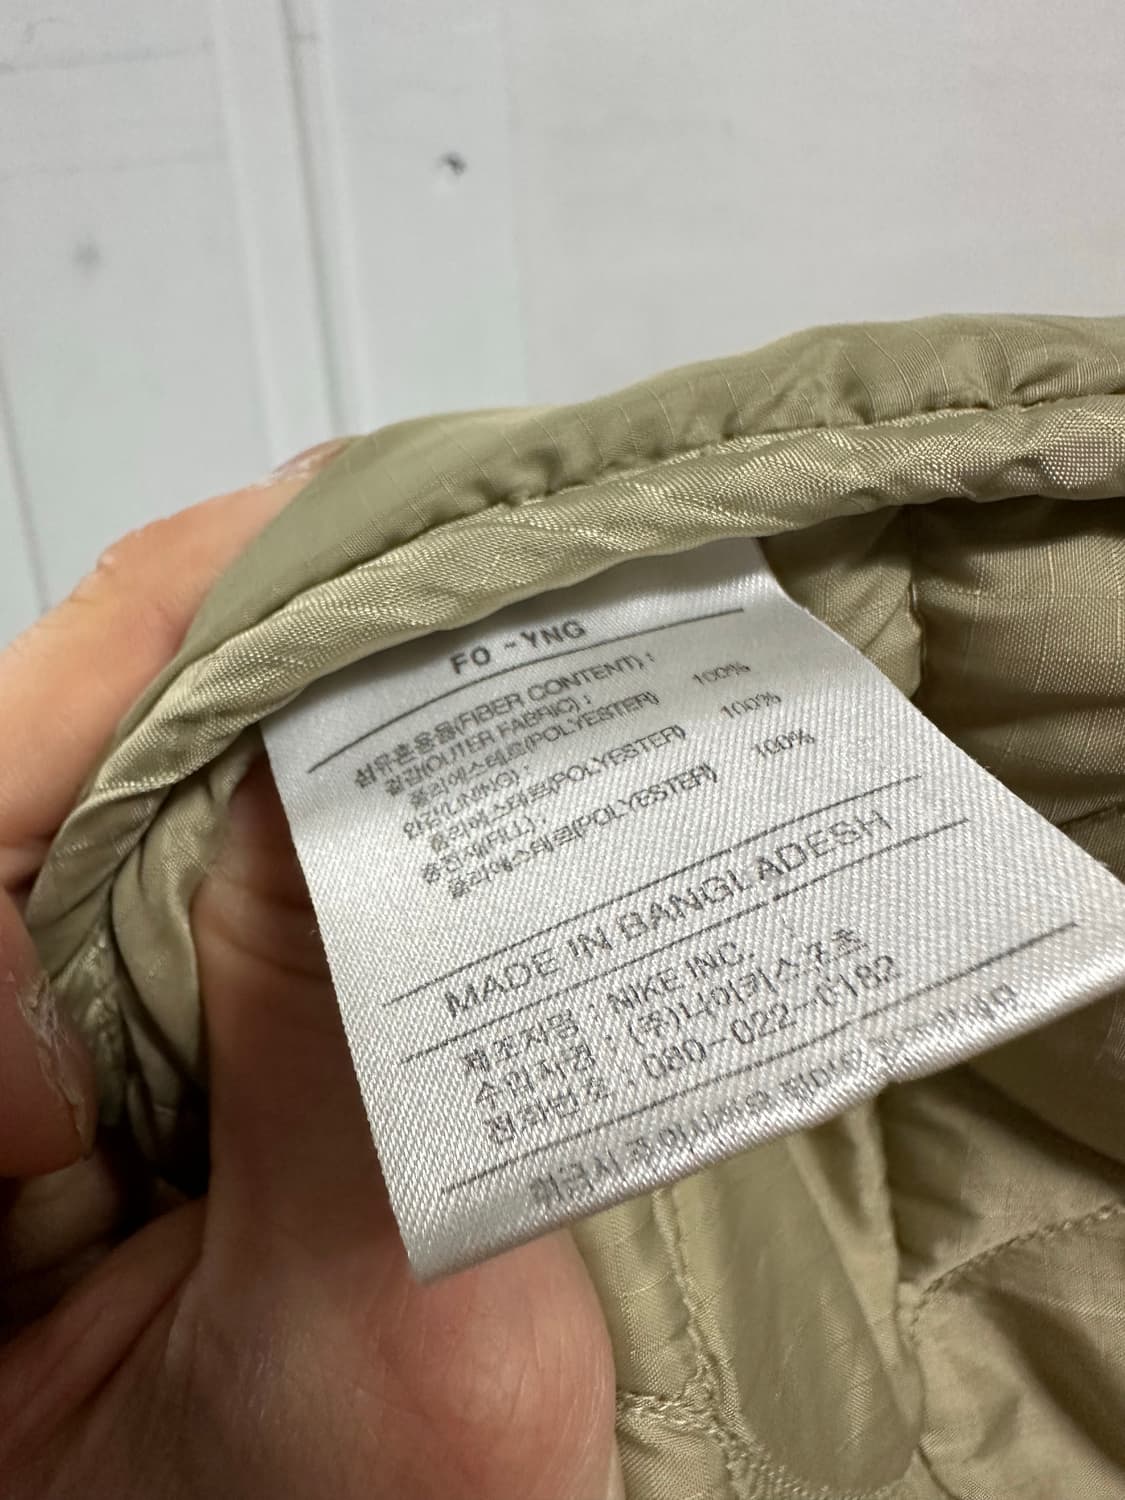 FO - YNG
섬유혼용율(FIBER CONTENT) :
겉감(OUTER FABRIC) :
폴리에스테르(POLYESTER) 100%
안감(LINING) :
폴리에스테르(POLYESTER) 100%
충전재(FILL) :
폴리에스테르(POLYESTER) 100%
MADE IN BANGLADESH
제조자명 : NIKE INC.
수입자명 : (주)나이키스포츠
전화번호 : 080-022-0182